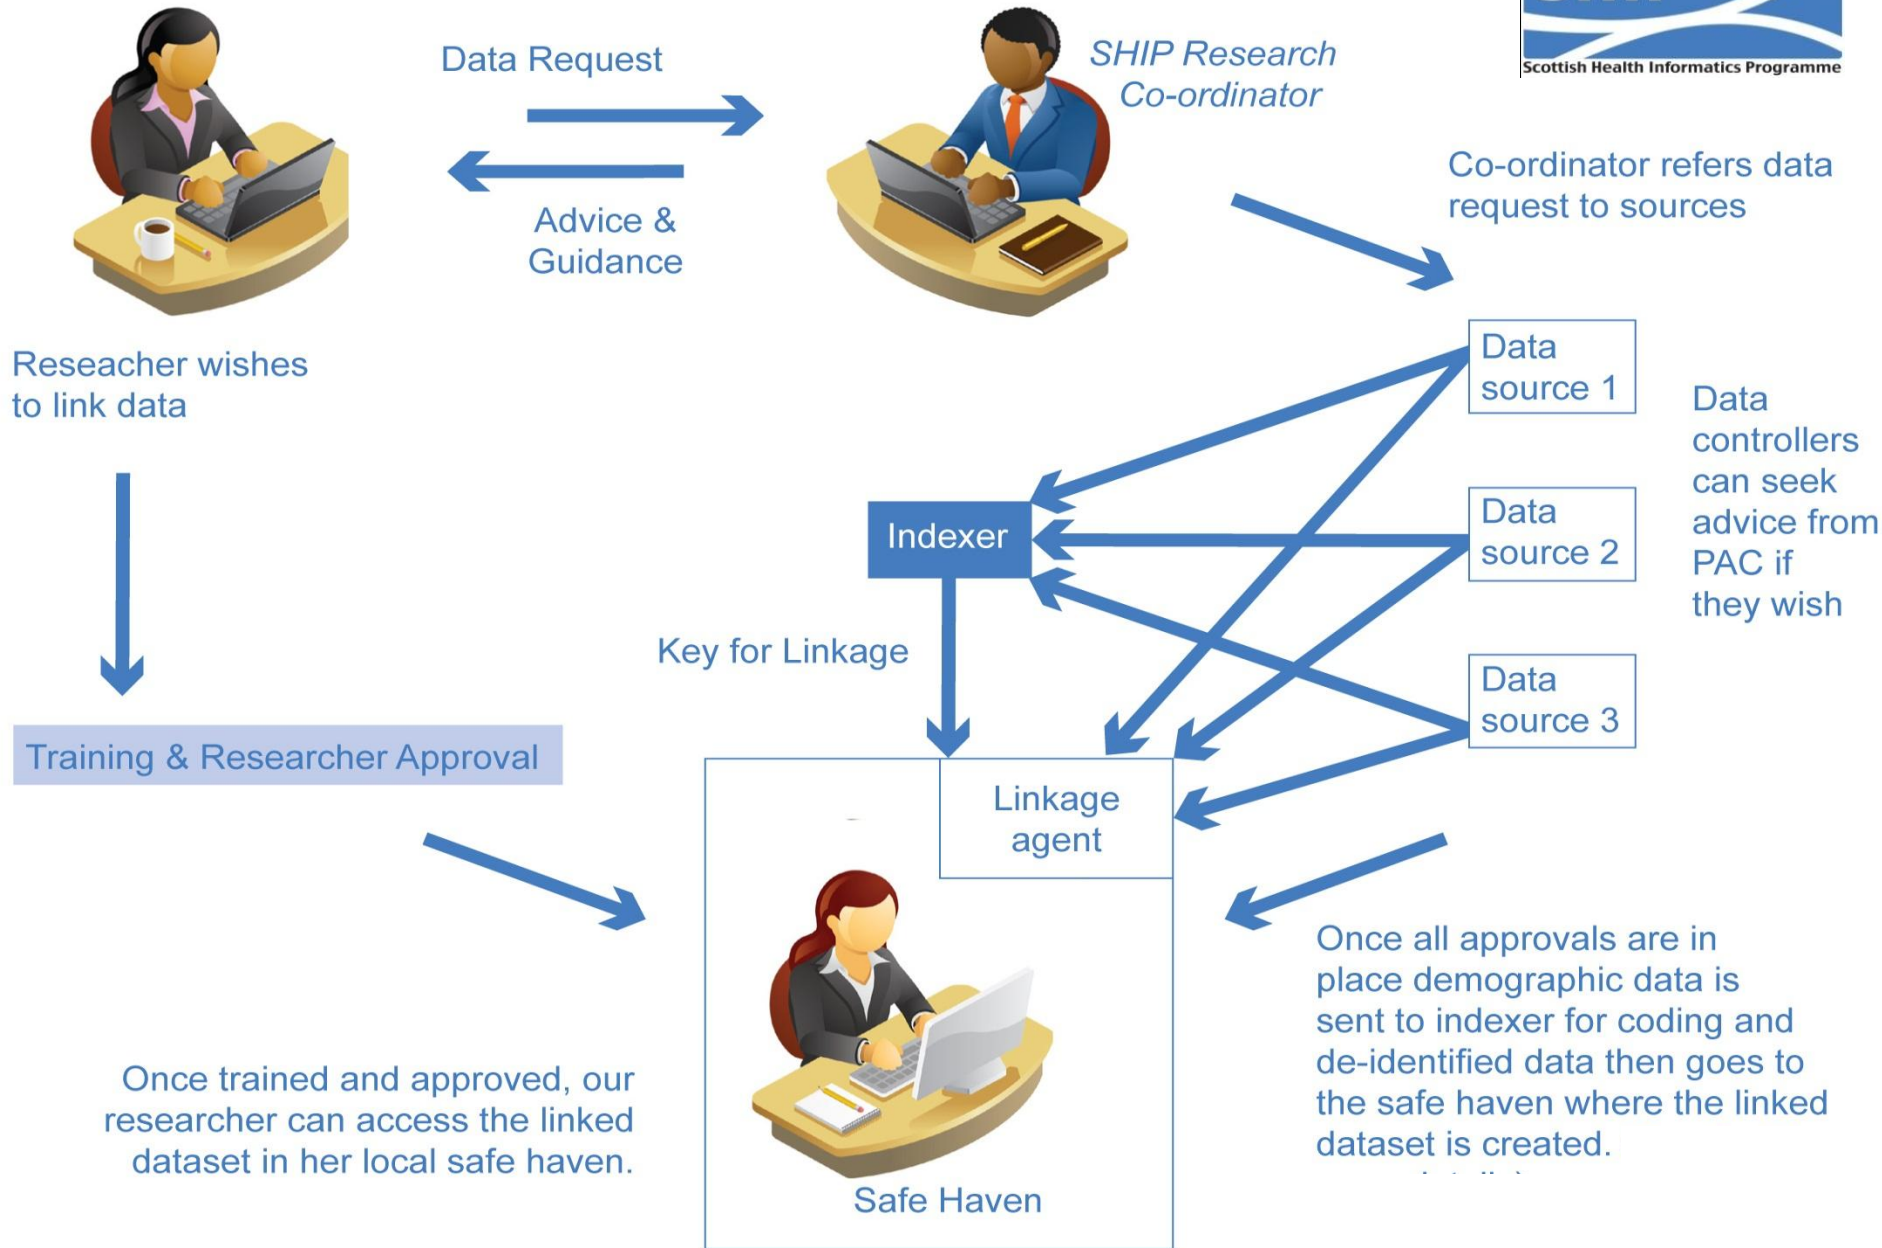 Scottish Health Informatics Programme
Data Request
SHIP Research
Co-ordinator
Advice &
Guidance
Co-ordinator refers data
request to sources
Reseacher wishes
to link data
Data
source 1
Data
source 2
Data
source 3
Data
controllers
can seek
advice from
PAC if
they wish
Indexer
Key for Linkage
Training & Researcher Approval
Linkage
agent
Once trained and approved, our
researcher can access the linked
dataset in her local safe haven.
Safe Haven
Once all approvals are in
place demographic data is
sent to indexer for coding and
de-identified data then goes to
the safe haven where the linked
dataset is created.